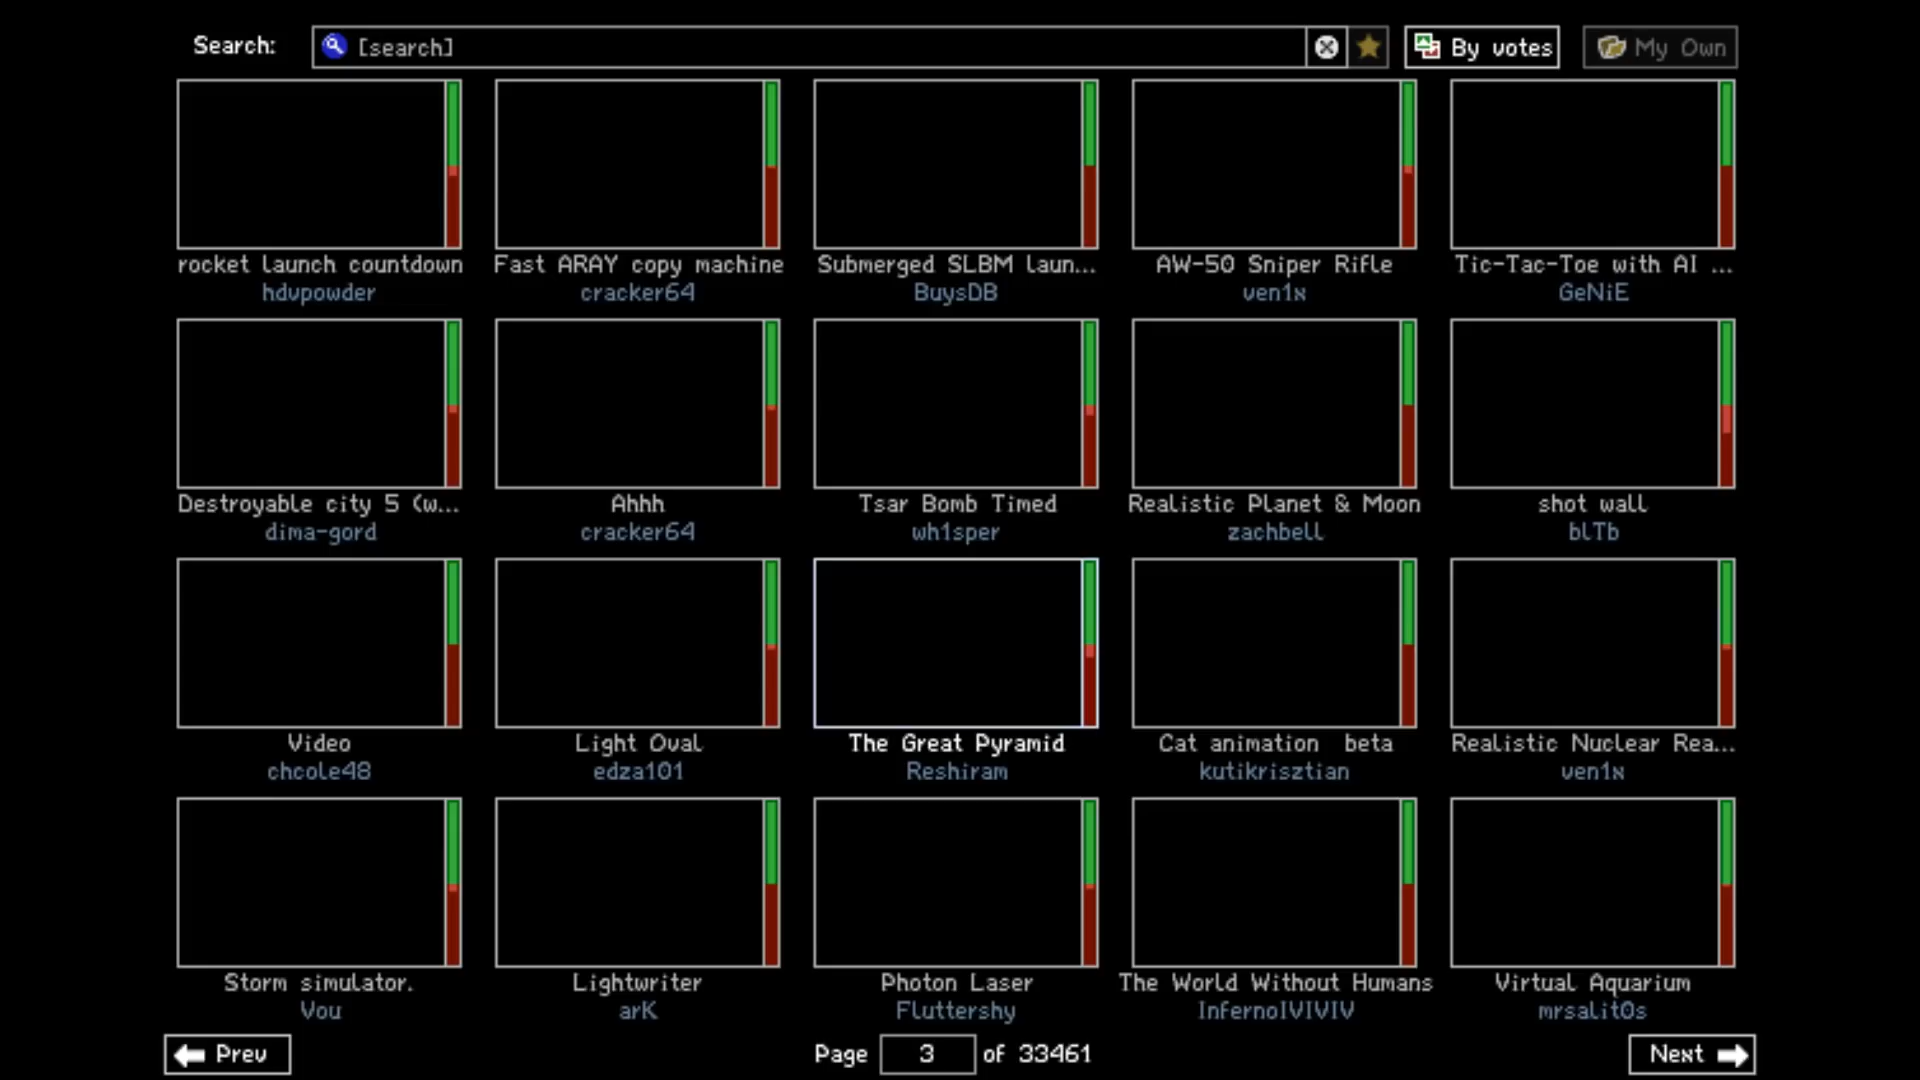 Search: [search] By votes My Own
rocket launch countdown Fast ARAY copy machine Submerged SLBM laun... AW-50 Sniper Rifle Tic-Tac-Toe with AI ...
hdvpowder cracker64 BuysDB ven1x GeNiE
Destroyable city 5 (w... Ahhh Tsar Bomb Timed Realistic Planet & Moon shot wall
dima-gord cracker64 wh1sper zachbell blTb
Video Light Oval The Great Pyramid Cat animation  beta Realistic Nuclear Rea...
chcole48 edza101 Reshiram kutikrisztian ven1x
Storm simulator. Lightwriter Photon Laser The World Without Humans Virtual Aquarium
Vou arK Fluttershy InfernoIVIVIV mrsalit0s
Prev Page 3 of 33461 Next